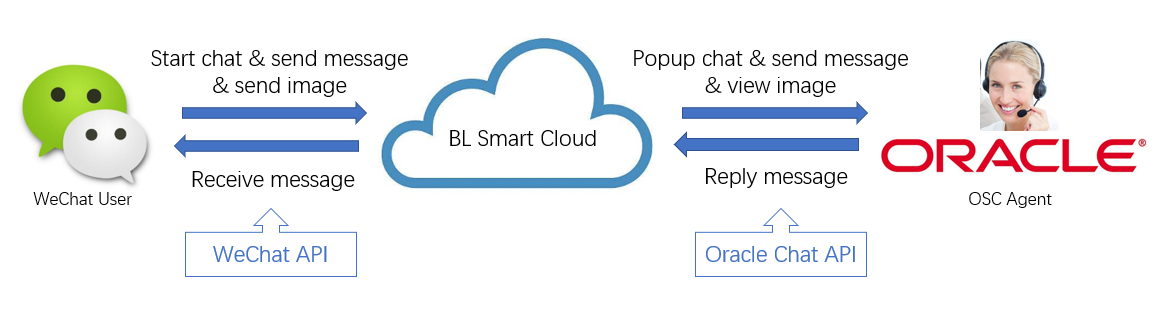 Start chat & send message
& send image
Receive message
WeChat User
WeChat API
BL Smart Cloud
Popup chat & send message
& view image
Reply message
Oracle Chat API
ORACLE®
OSC Agent